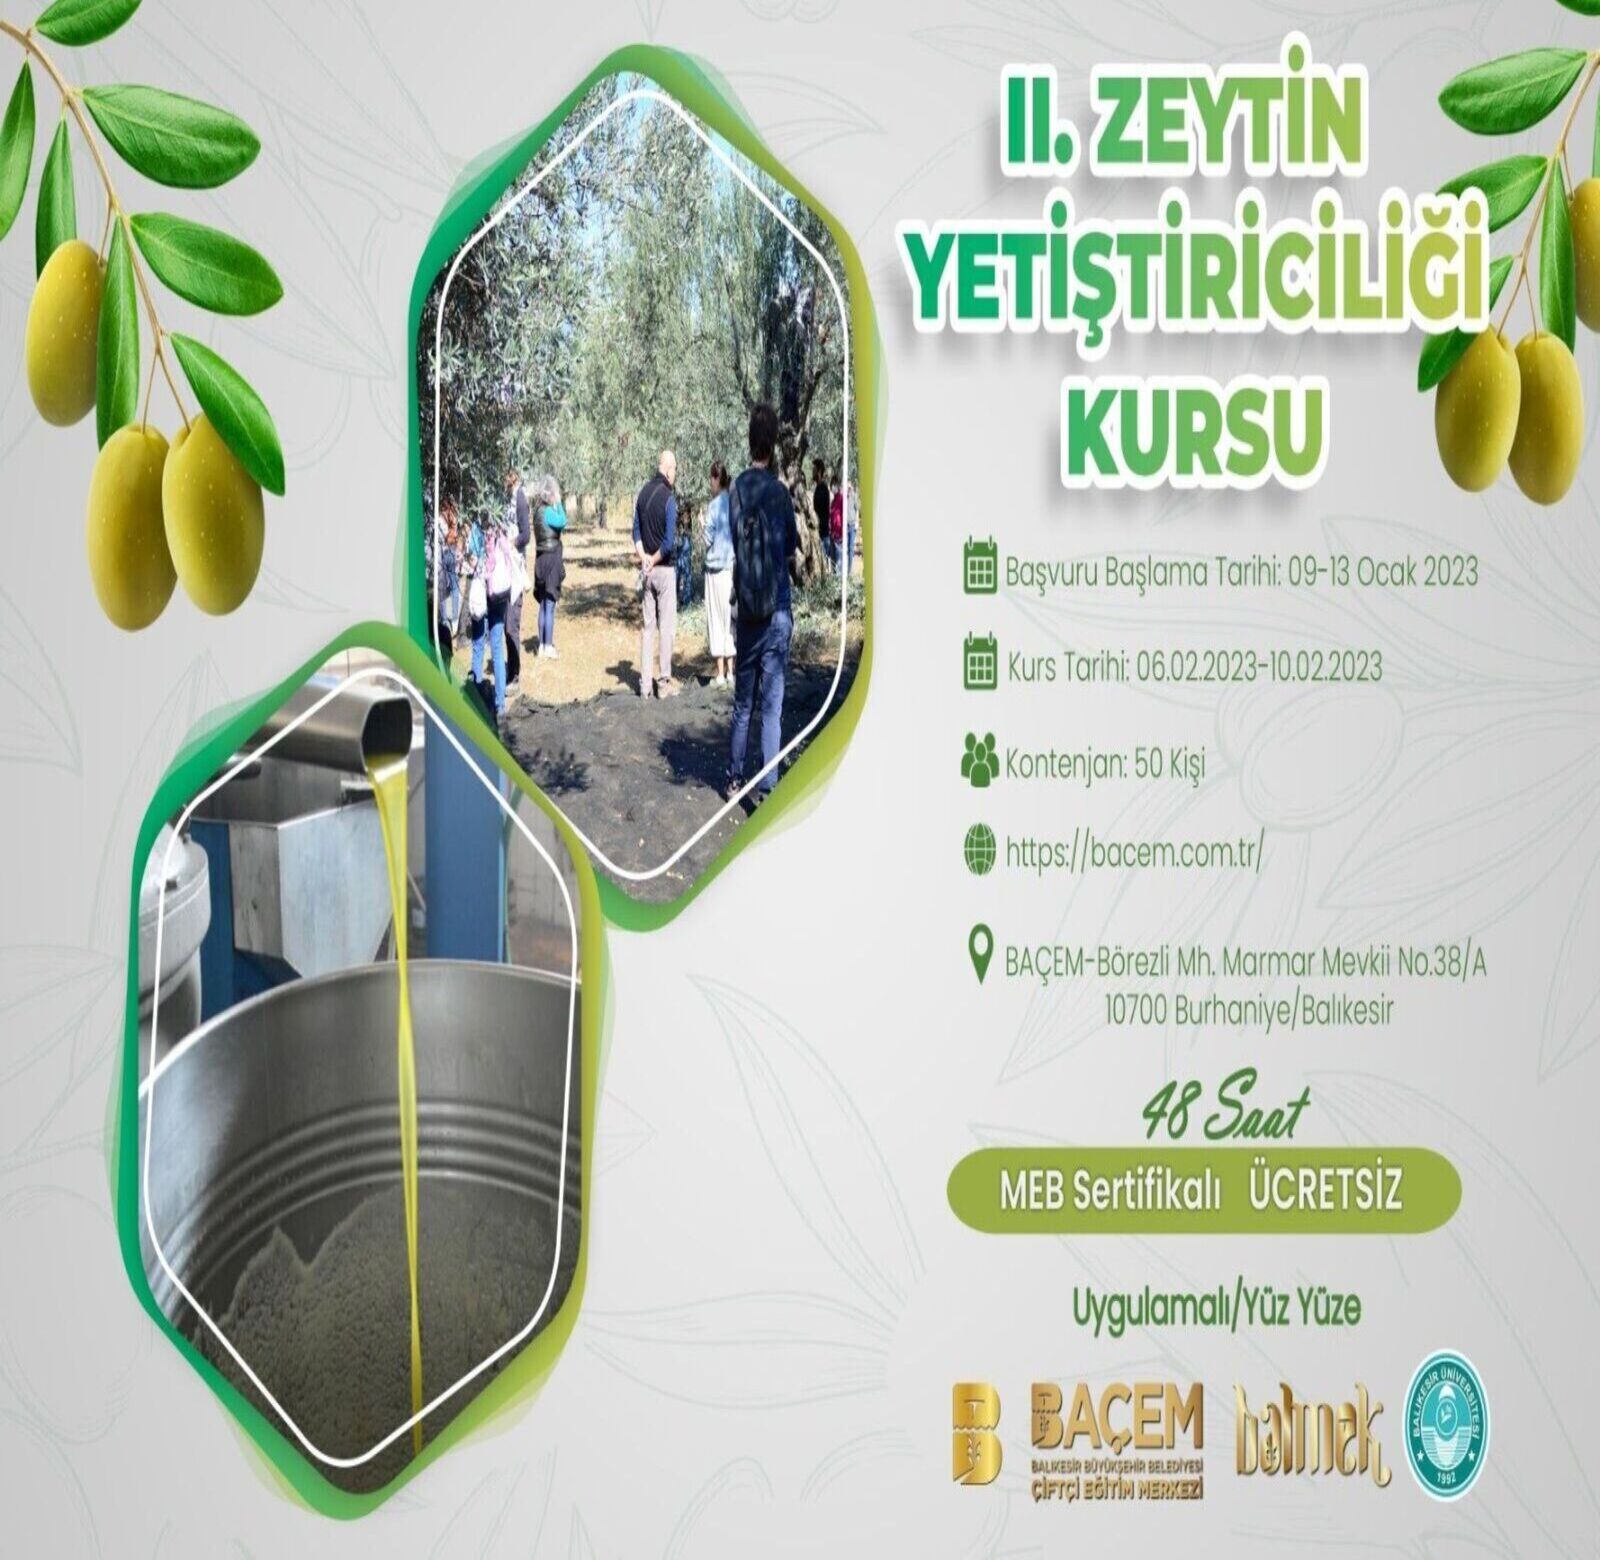 II. ZEYTİN
YETİŞTİRİCİLİĞİ
KURSU
Başvuru Başlama Tarihi: 09-13 Ocak 2023
Kurs Tarihi: 06.02.2023-10.02.2023
Kontenjan: 50 Kişi
https://bacem.com.tr/
BAÇEM-Börezli Mh. Marmar Mevkii No.38/A
10700 Burhaniye/Balıkesir
48 Saat
MEB Sertifikalı ÜCRETSİZ
Uygulamalı/Yüz Yüze
BAÇEM
BALIKESİR BÜYÜKŞEHİR BELEDİYESİ
ÇİFTÇİ EĞİTİM MERKEZİ
balmek
BALIKESİR ÜNİVERSİTESİ
1992